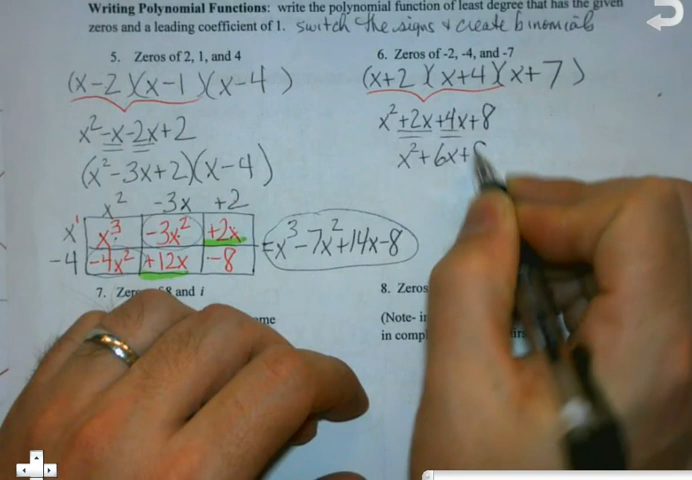 Writing Polynomial Functions: write the polynomial function of least degree that has the given
zeros and a leading coefficient of 1. switch the signs & create binomials
5. Zeros of 2, 1, and 4
(x-2)(x-1)(x-4)
x²-x-2x+2
(x²-3x+2)(x-4)
x² -3x +2
x¹ x³ -3x² +2x
-4 -4x² +12x -8
=x³-7x²+14x-8
6. Zeros of -2, -4, and -7
(x+2)(x+4)(x+7)
x²+2x+4x+8
x²+6x+
7. and i
8. Zeros
(Note-
in